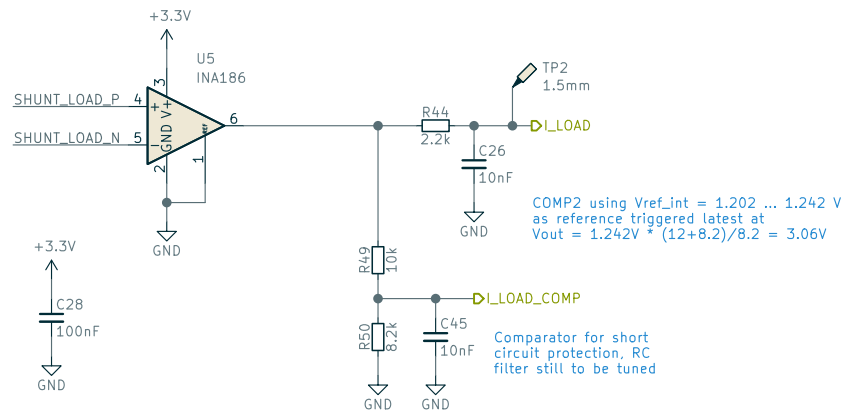 +3.3V
U5
INA186
3
V+
SHUNT_LOAD_P
4
+
6
SHUNT_LOAD_N
5
-
GND
REF
2
1
GND
TP2
1.5mm
R44
2.2k
I_LOAD
C26
10nF
GND
COMP2 using Vref_int = 1.202 ... 1.242 V
as reference triggered latest at
Vout = 1.242V * (12+8.2)/8.2 = 3.06V
+3.3V
C28
100nF
GND
R49
10k
I_LOAD_COMP
R50
8.2k
C45
10nF
GND
GND
Comparator for short
circuit protection, RC
filter still to be tuned